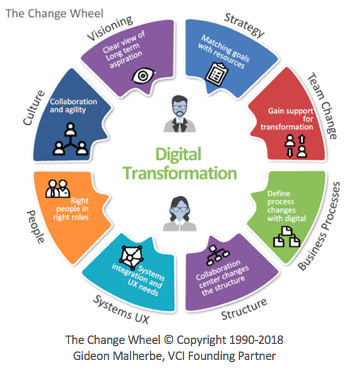 The Change Wheel
Visioning
Clear view of
Long term
aspiration
Strategy
Matching goals
with resources
Team Change
Gain support for
transformation
Business Processes
Define
process
changes with
digital
Structure
Collaboration
center changes
the structure
Systems UX
Systems
Integration and
UX needs
People
Right
people in
right roles
Culture
Collaboration
and agility
Digital
Transformation
The Change Wheel © Copyright 1990-2018
Gideon Malherbe, VCI Founding Partner